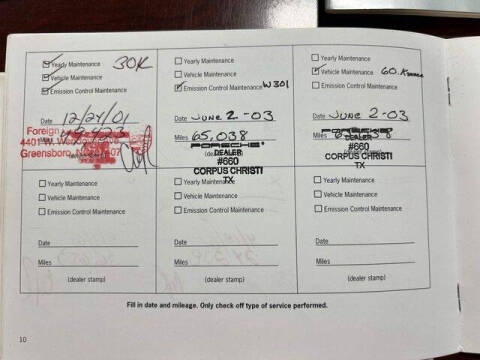 Yearly Maintenance 30K
Vehicle Maintenance
Emission Control Maintenance
Date 12/24/01
Miles
Foreign
4401 W.
Greensboro
Yearly Maintenance
Vehicle Maintenance
Emission Control Maintenance W301
Date June 2-03
Miles 65,038
PORSCHE
DEALER
#660
CORPUS CHRISTI
TX
Yearly Maintenance
Vehicle Maintenance 60.K
Emission Control Maintenance
Date June 2-03
Miles
PORSCHE
DEALER
#660
CORPUS CHRISTI
TX
Yearly Maintenance
Vehicle Maintenance
Emission Control Maintenance
Date
Miles
(dealer stamp)
Yearly Maintenance
Vehicle Maintenance
Emission Control Maintenance
Date
Miles
(dealer stamp)
Yearly Maintenance
Vehicle Maintenance
Emission Control Maintenance
Date
Miles
(dealer stamp)
Fill in date and mileage. Only check off type of service performed.
10